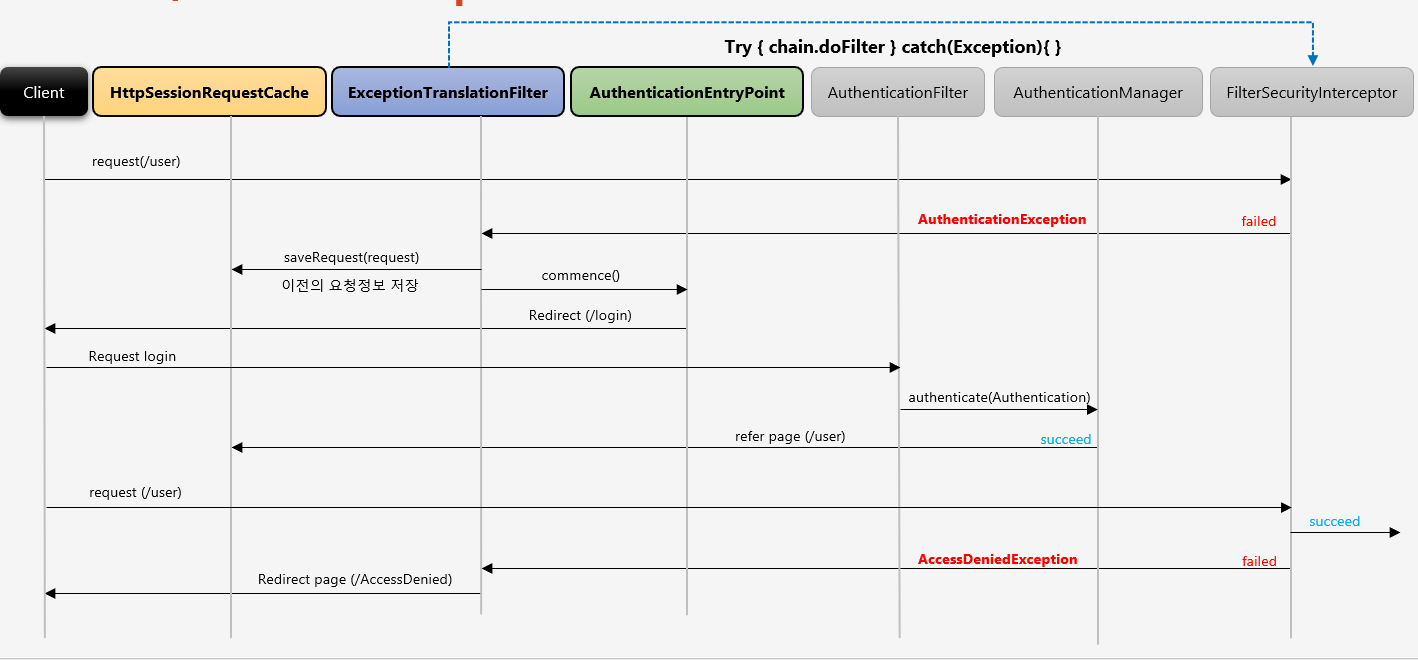 Try { chain.doFilter } catch(Exception){ }
Client
HttpSessionRequestCache
ExceptionTranslationFilter
AuthenticationEntryPoint
AuthenticationFilter
AuthenticationManager
FilterSecurityInterceptor
request(/user)
AuthenticationException
failed
saveRequest(request)
이전의 요청정보 저장
commence()
Redirect (/login)
Request login
authenticate(Authentication)
refer page (/user)
succeed
request (/user)
succeed
AccessDeniedException
failed
Redirect page (/AccessDenied)